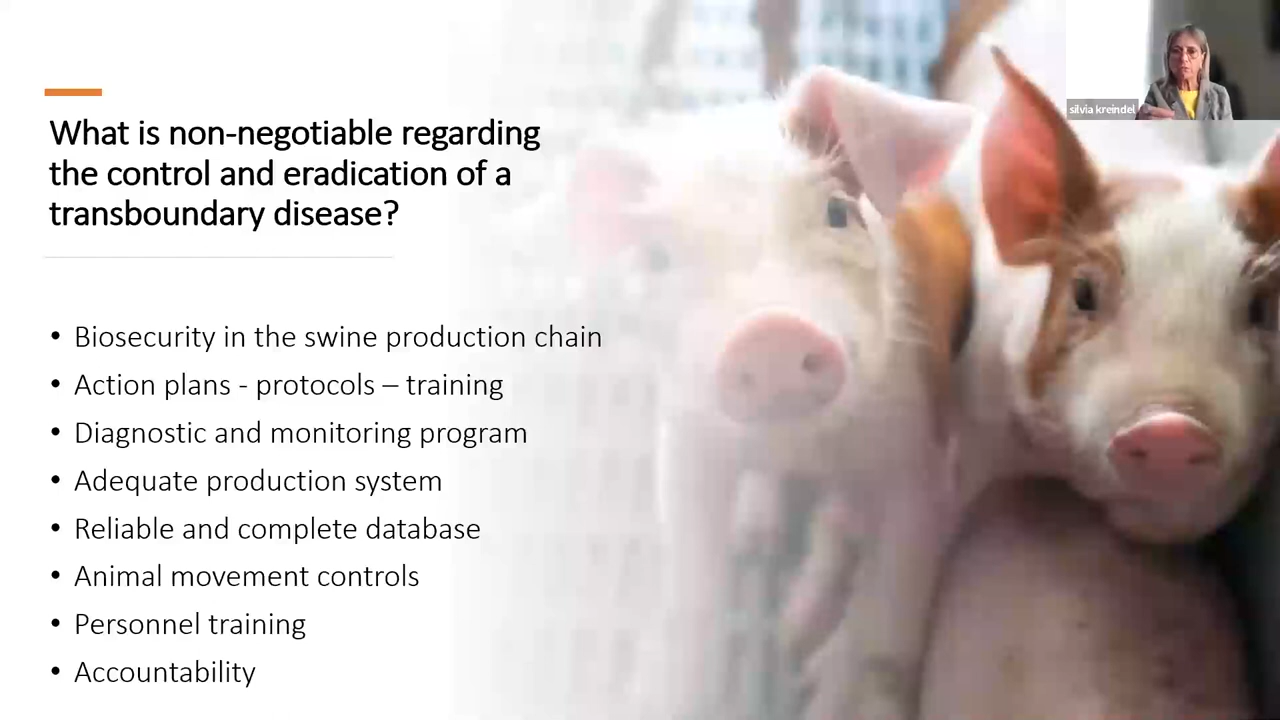 silvia kreindel
What is non-negotiable regarding
the control and eradication of a
transboundary disease?
• Biosecurity in the swine production chain
• Action plans - protocols – training
• Diagnostic and monitoring program
• Adequate production system
• Reliable and complete database
• Animal movement controls
• Personnel training
• Accountability